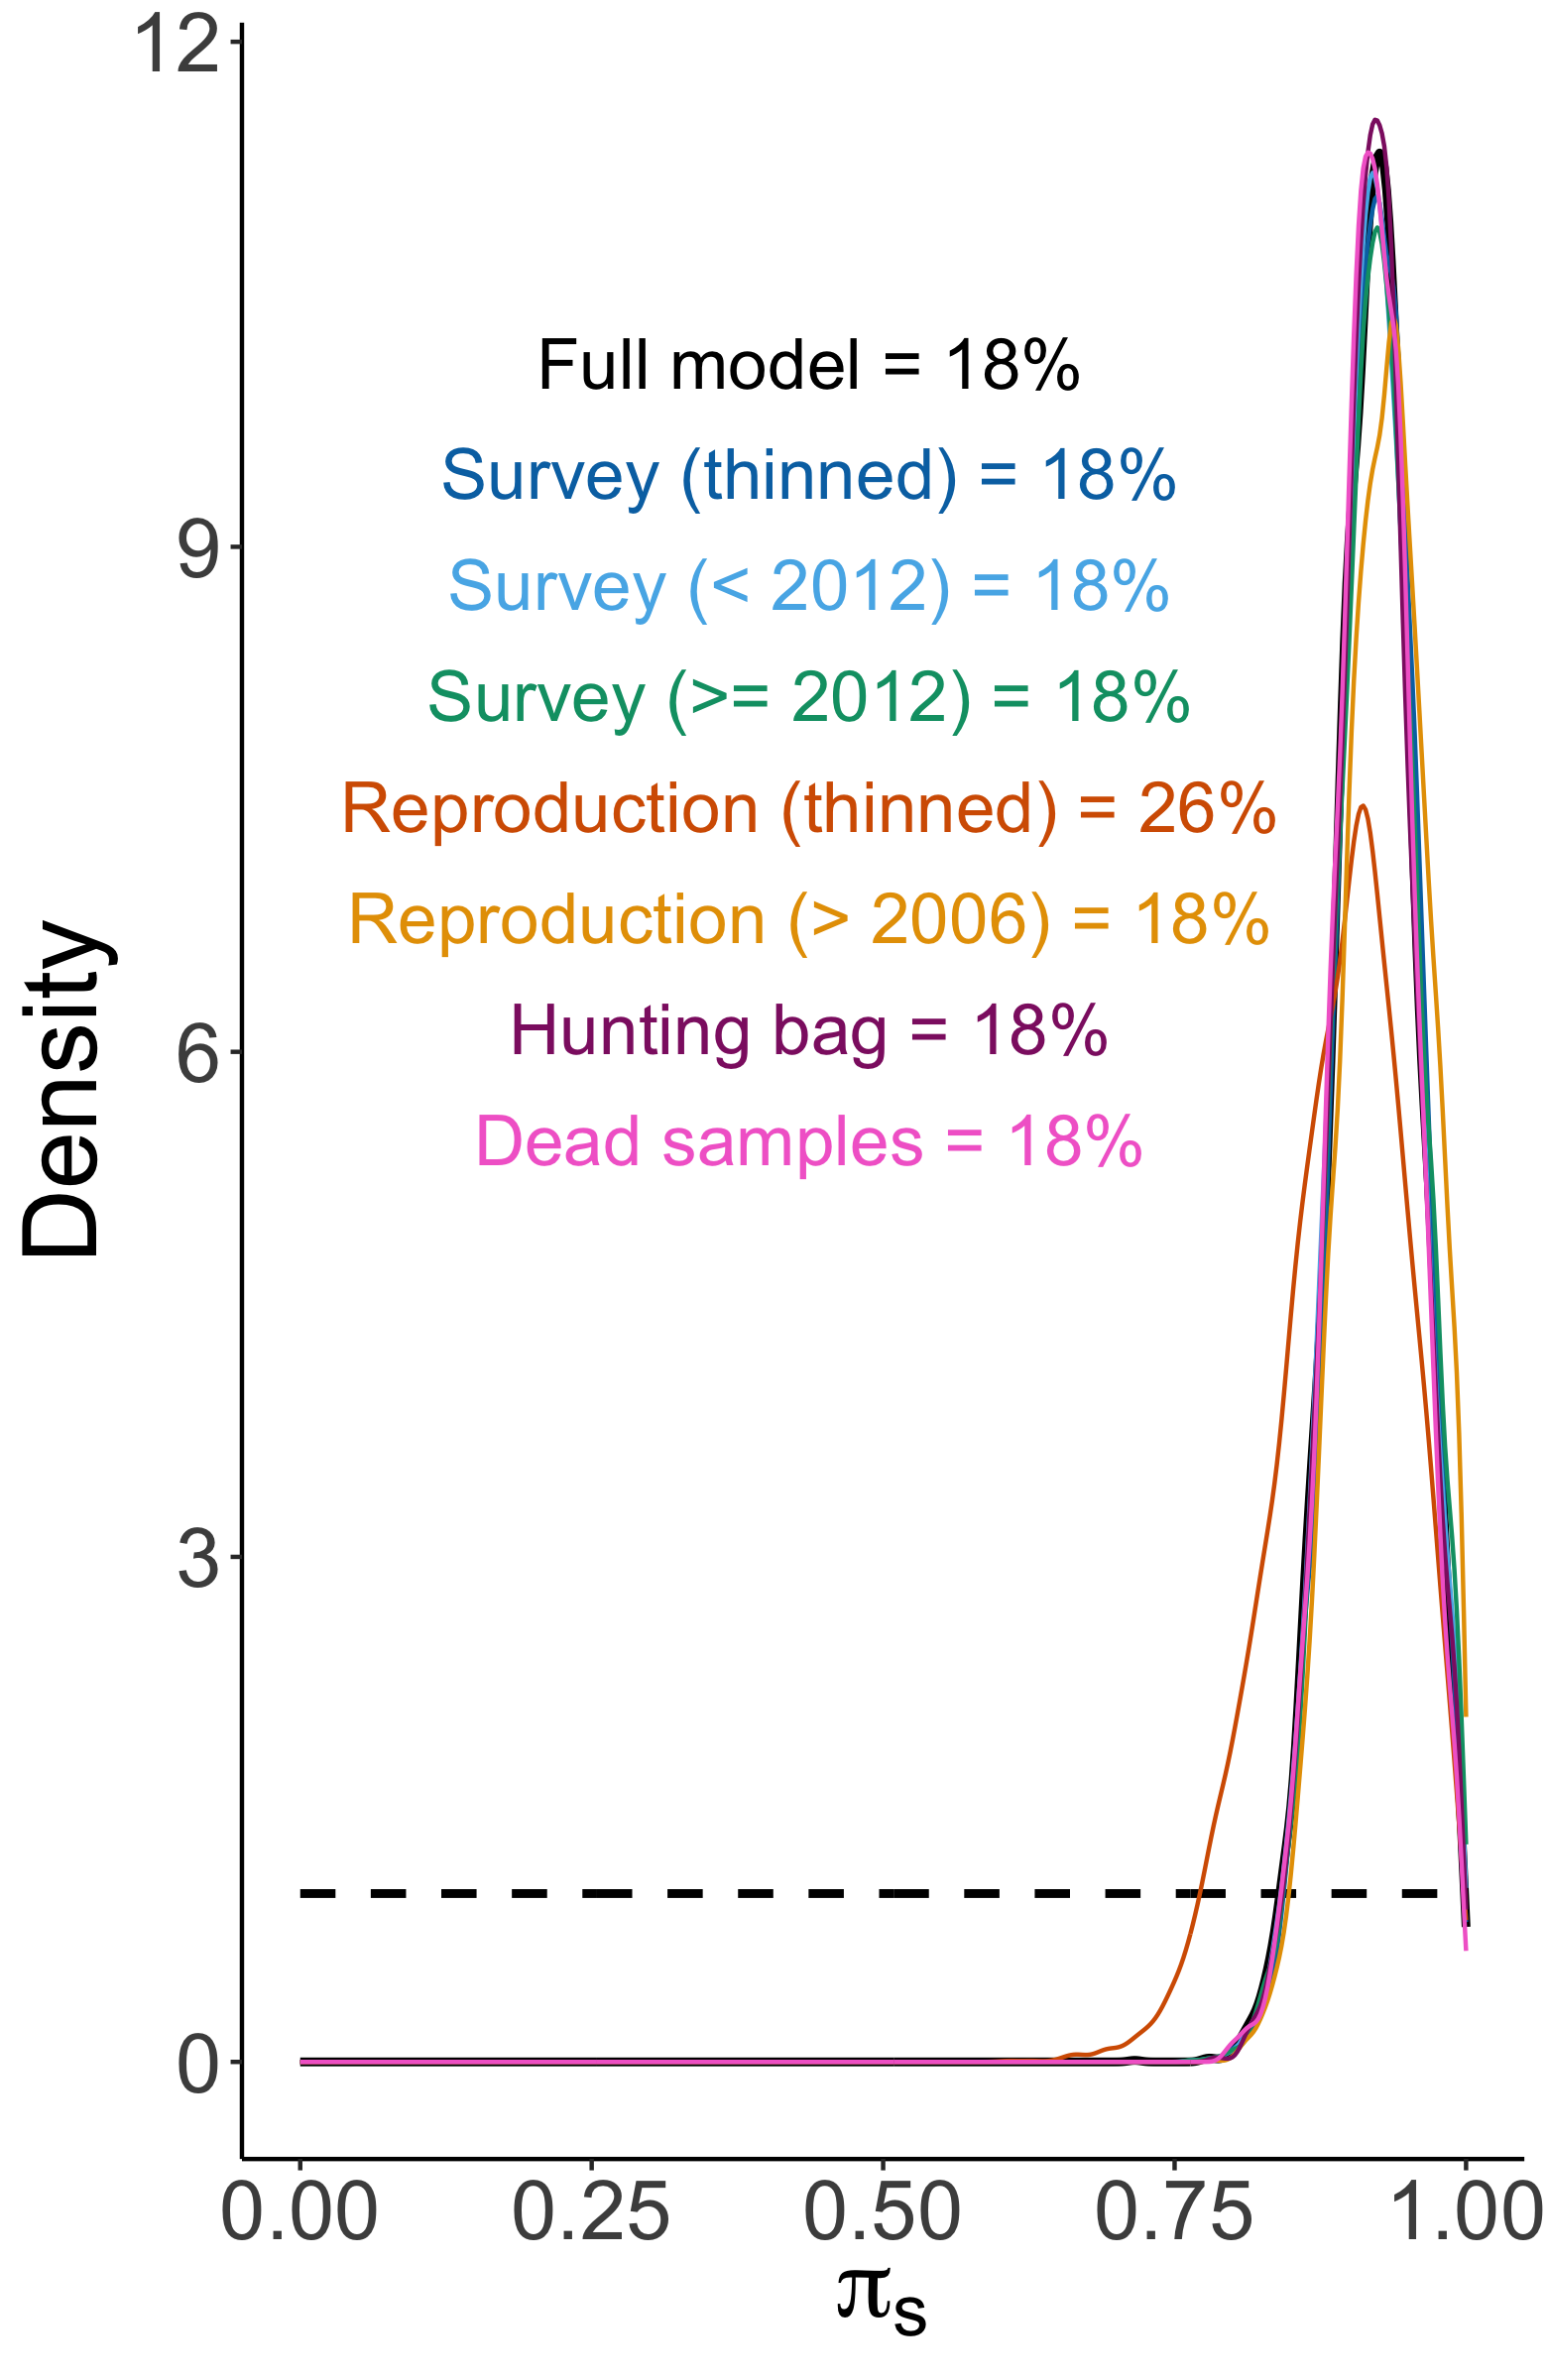 12
9
6
3
0
Density
Full model = 18%
Survey (thinned) = 18%
Survey (< 2012) = 18%
Survey (>= 2012) = 18%
Reproduction (thinned) = 26%
Reproduction (> 2006) = 18%
Hunting bag = 18%
Dead samples = 18%
0.00 0.25 0.50 0.75 1.00
πs